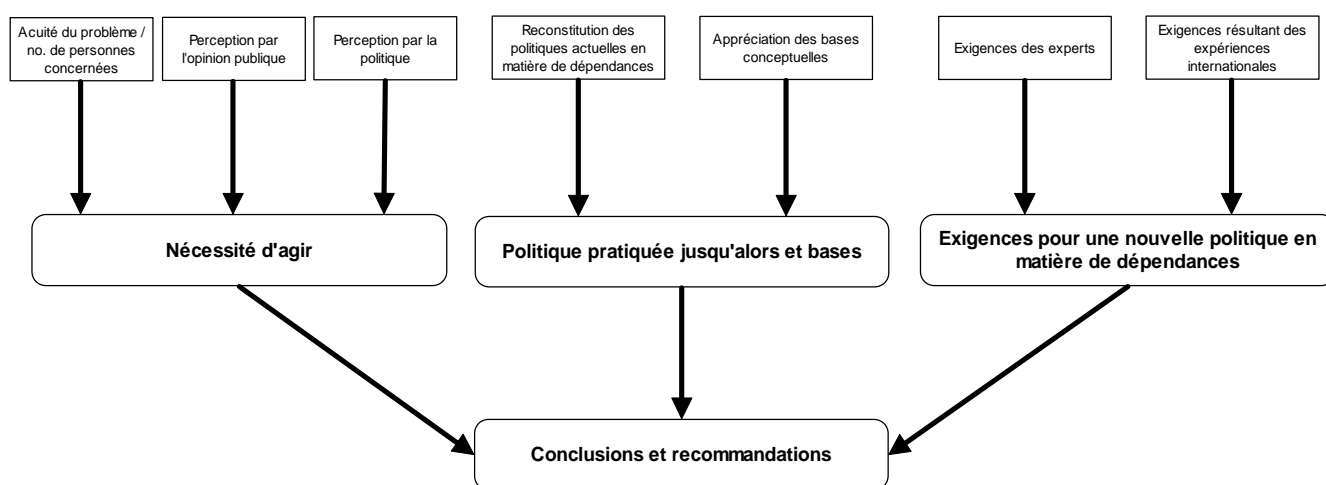 Acuité du problème /
no. de personnes
concernées
Perception par
l'opinion publique
Perception par la
politique
Reconstitution des
politiques actuelles en
matière de dépendances
Appréciation des bases
conceptuelles
Exigences des experts
Exigences résultant des
expériences
internationales
Nécessité d'agir
Politique pratiquée jusqu'alors et bases
Exigences pour une nouvelle politique en
matière de dépendances
Conclusions et recommandations